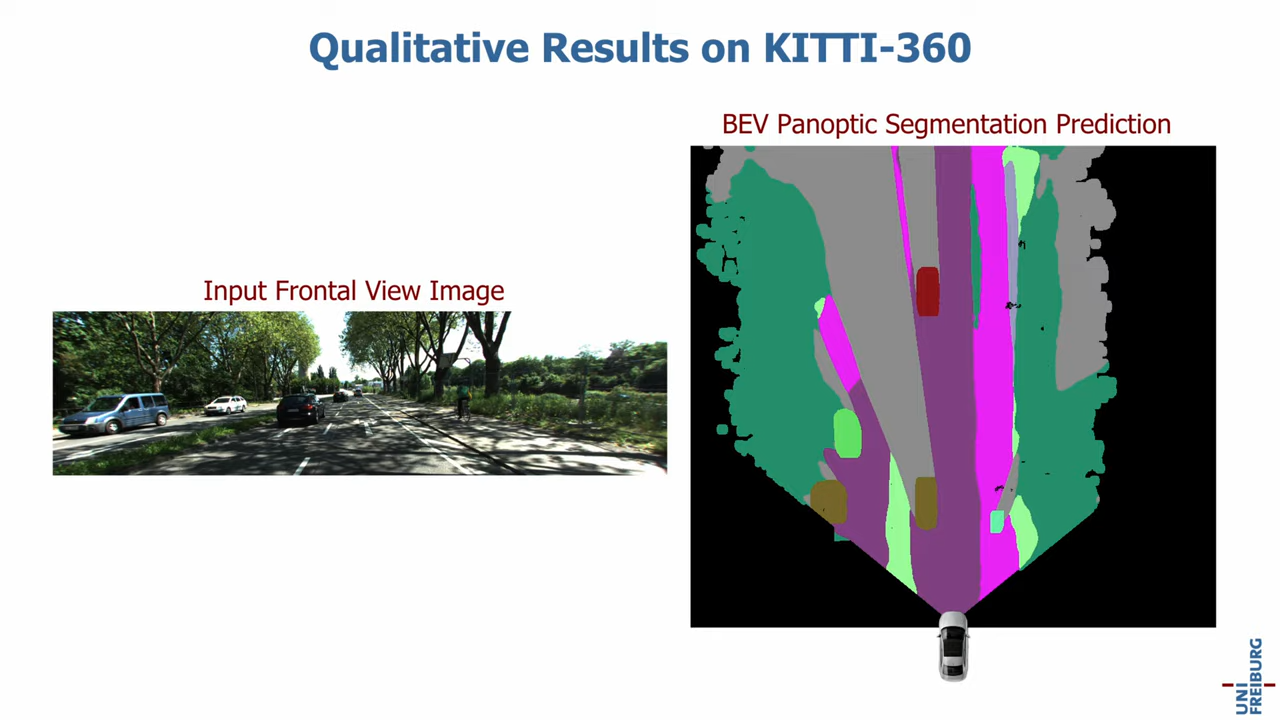 Qualitative Results on KITTI-360
BEV Panoptic Segmentation Prediction
Input Frontal View Image
UNI
FREIBURG